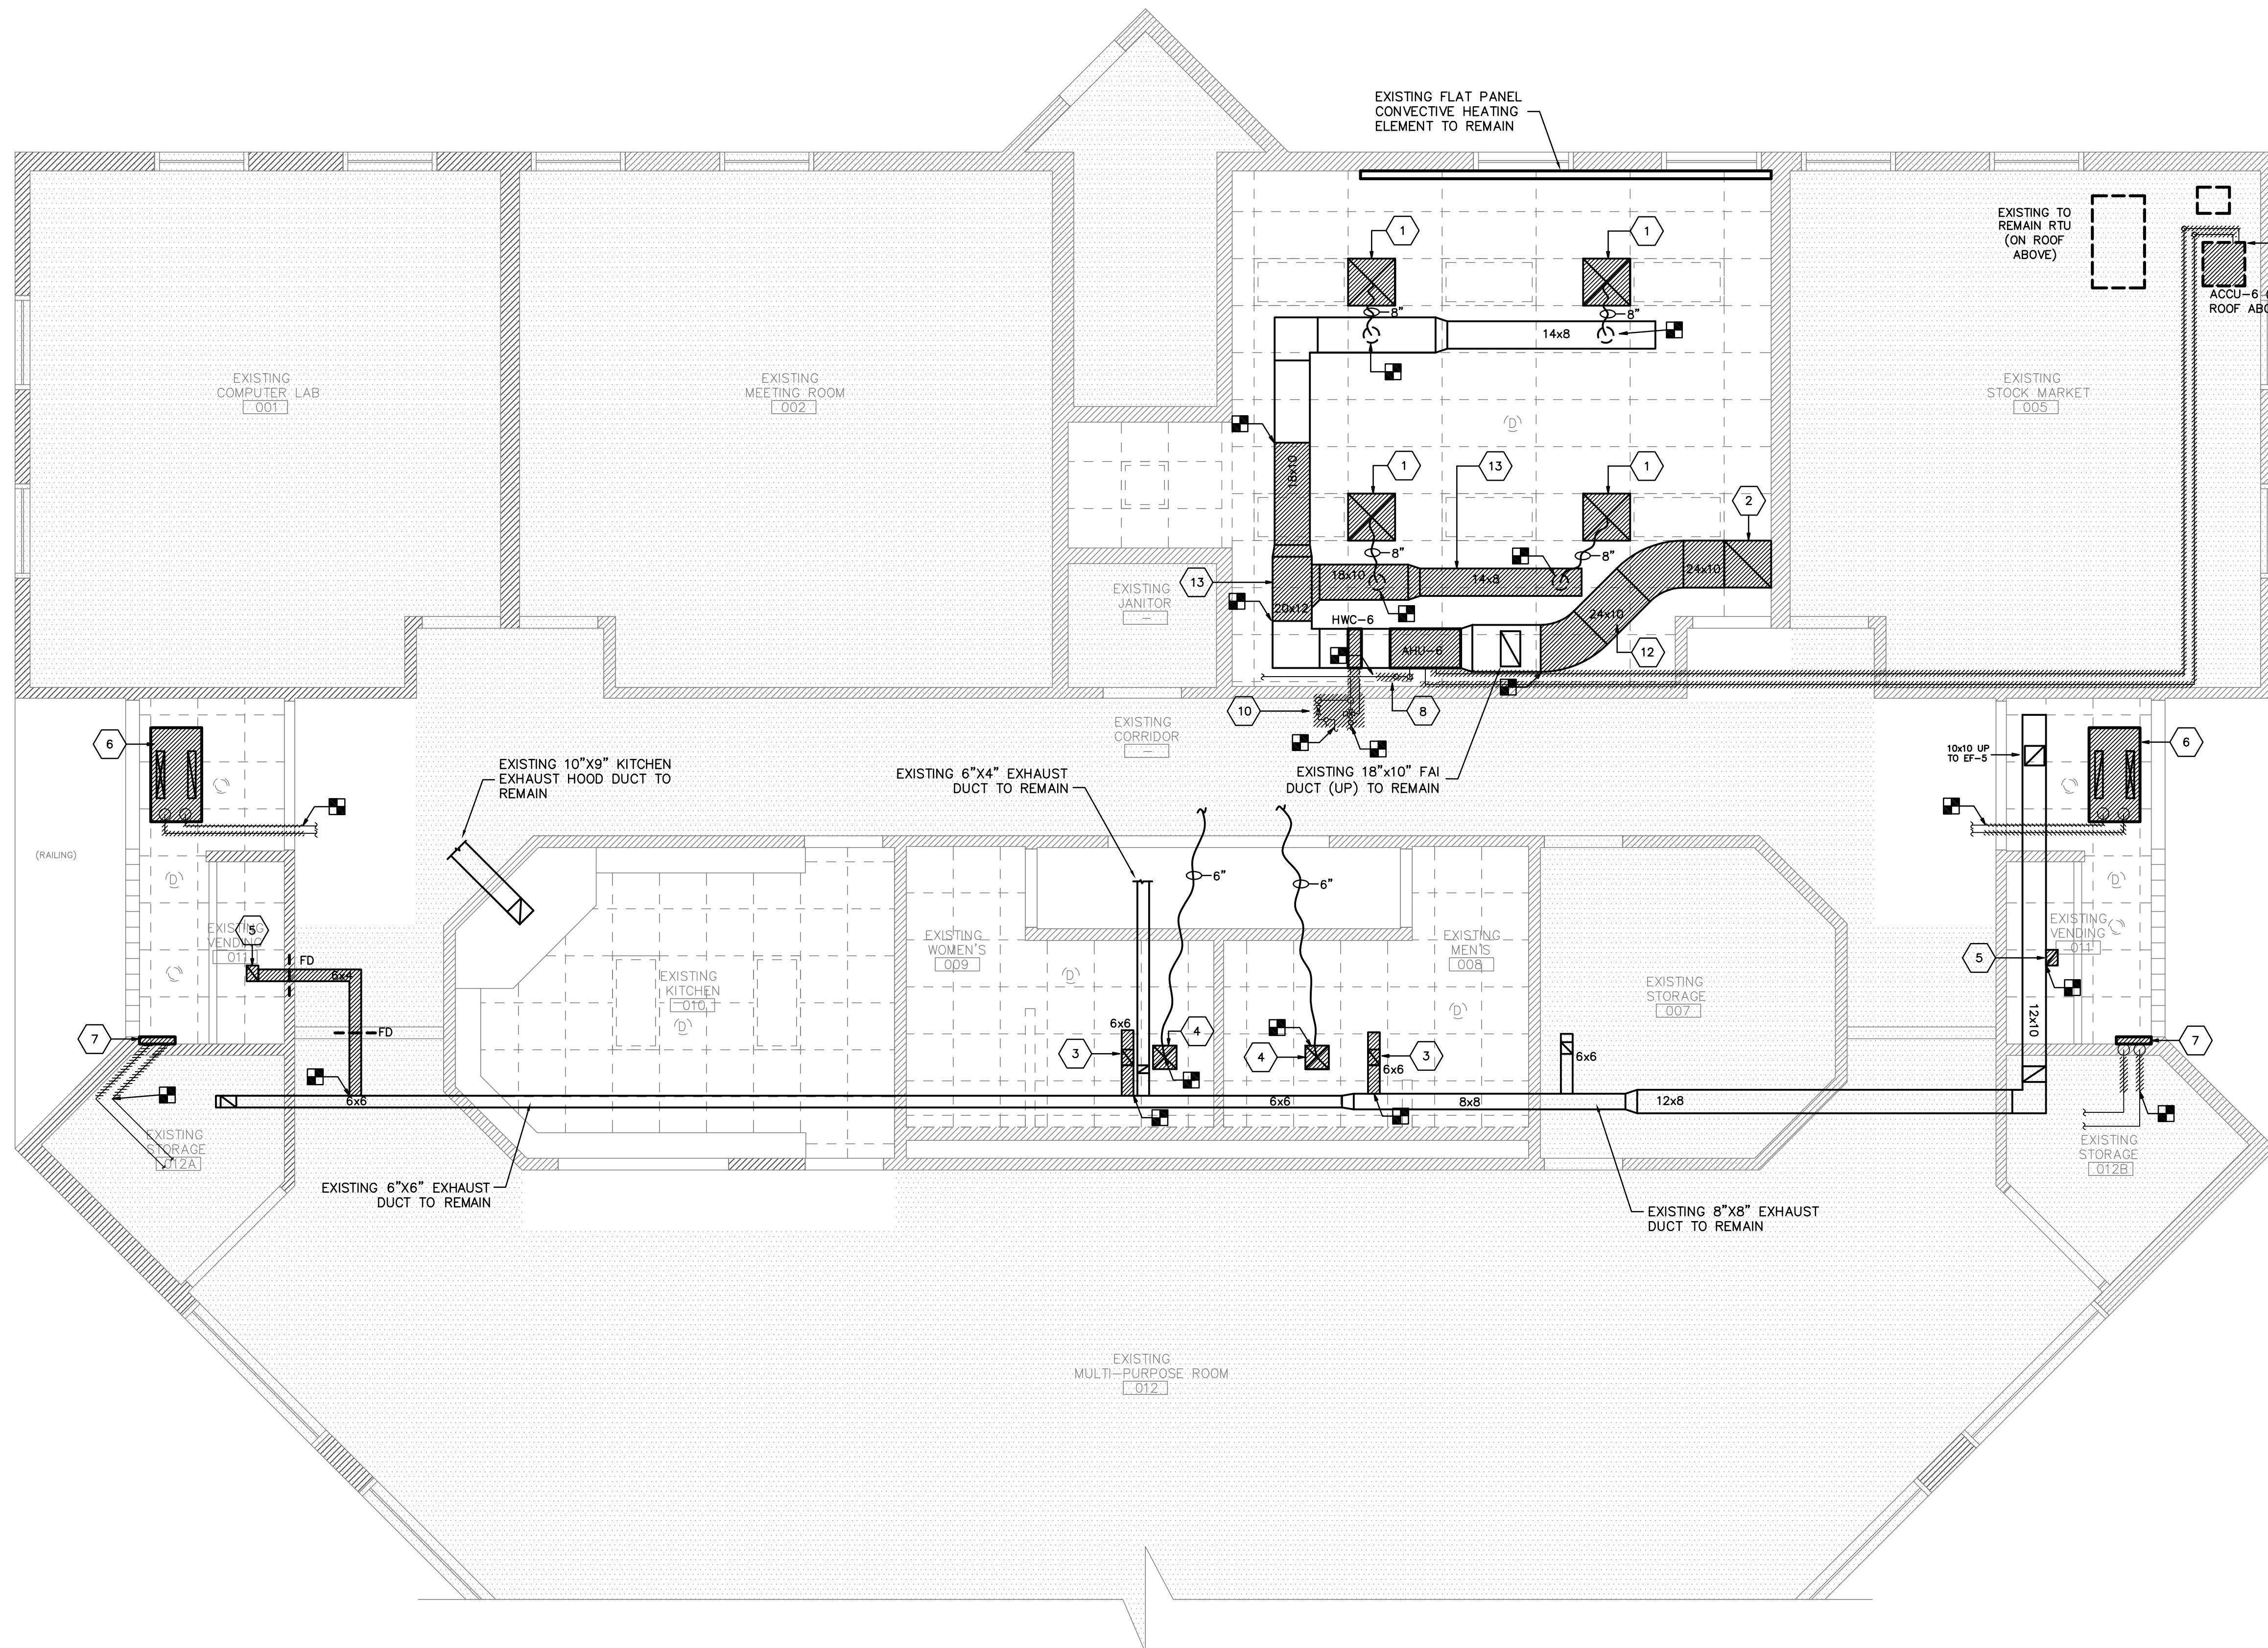 EXISTING FLAT PANEL
CONVECTIVE HEATING
ELEMENT TO REMAIN
EXISTING TO
REMAIN RTU
(ON ROOF
ABOVE)
ACCU-6
ROOF
1
1
8"
8"
14x8
EXISTING
COMPUTER LAB
001
EXISTING
MEETING ROOM
002
EXISTING
STOCK MARKET
005
D
18x10
1
13
1
2
8"
8"
13
18x10
14x8
24x10
EXISTING
JANITOR
-
20x12
HWC-6
24x10
AHU-6
12
10
8
EXISTING
CORRIDOR
-
6
EXISTING 10"X9" KITCHEN
EXHAUST HOOD DUCT TO
REMAIN
EXISTING 6"X4" EXHAUST
DUCT TO REMAIN
EXISTING 18"x10" FAI
DUCT (UP) TO REMAIN
10x10 UP
TO EF-5
6
(RAILING)
D
6"
6"
D
EXISTING
VENDING
011
5
FD
6x4
FD
EXISTING
KITCHEN
010
D
EXISTING
WOMEN'S
009
D
EXISTING
MEN'S
008
D
EXISTING
STORAGE
007
EXISTING
VENDING
011
5
12x10
7
6x6
3
4
4
3
6x6
6x6
7
6x6
6x6
8x8
12x8
EXISTING
STORAGE
012A
EXISTING
STORAGE
012B
EXISTING 6"X6" EXHAUST
DUCT TO REMAIN
EXISTING 8"X8" EXHAUST
DUCT TO REMAIN
EXISTING
MULTI-PURPOSE ROOM
012